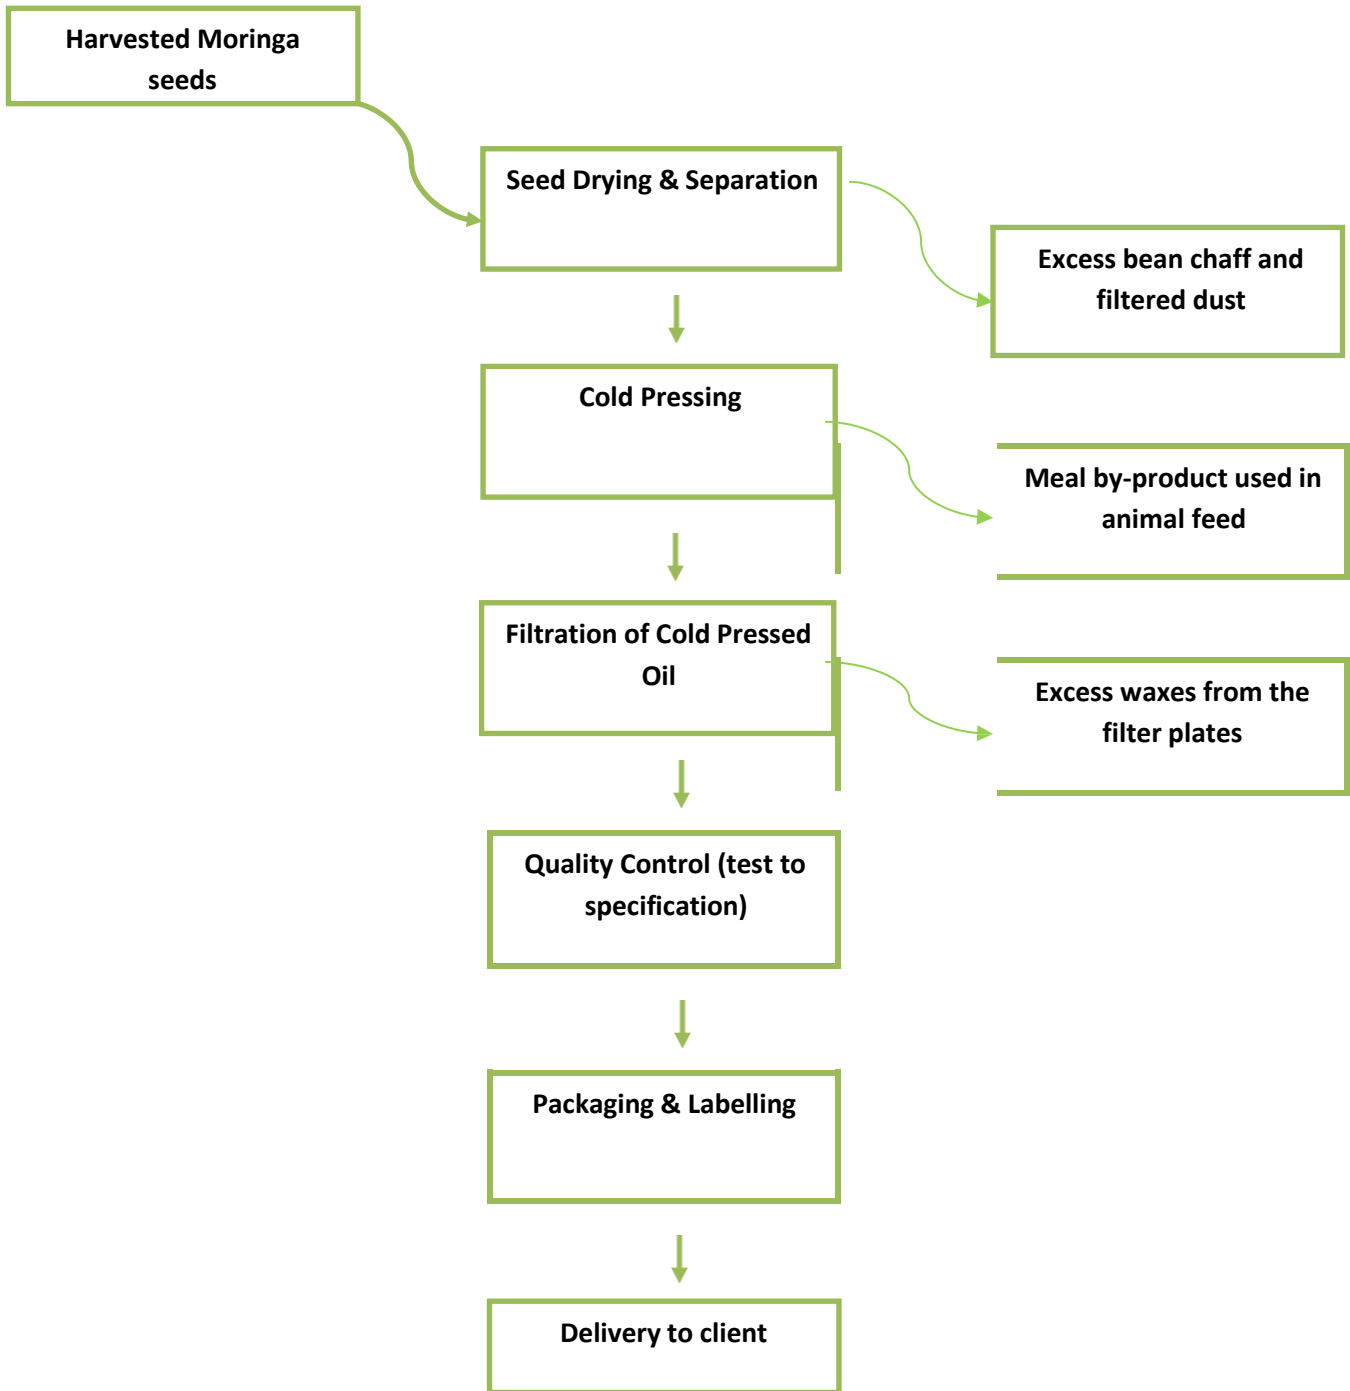 Harvested Moringa
seeds
Seed Drying & Separation
Excess bean chaff and
filtered dust
Cold Pressing
Meal by-product used in
animal feed
Filtration of Cold Pressed
Oil
Excess waxes from the
filter plates
Quality Control (test to
specification)
Packaging & Labelling
Delivery to client